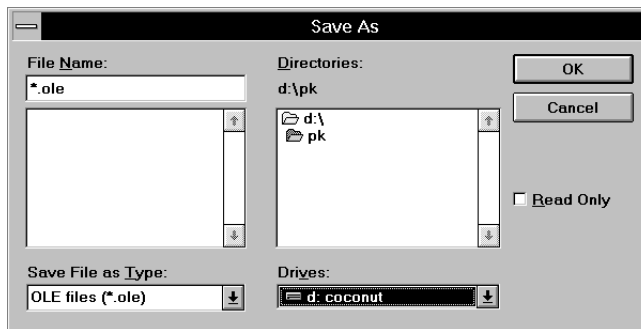 Save As
File Name:
*.ole
Directories:
d:\pk
d:\
pk
OK
Cancel
Read Only
Save File as Type:
OLE files (*.ole)
Drives:
d: coconut